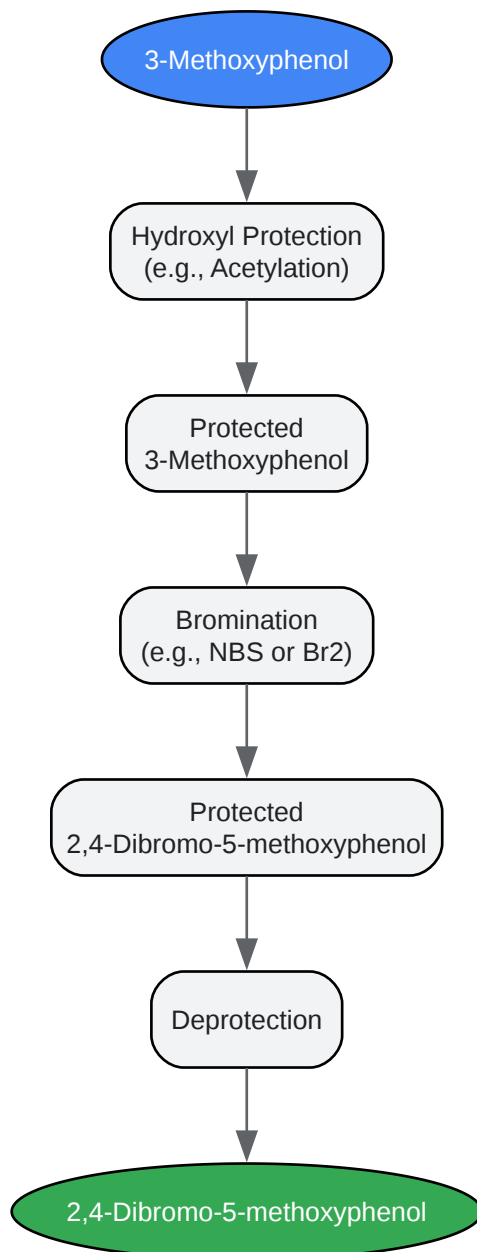 3-Methoxyphenol
Hydroxyl Protection
(e.g., Acetylation)
Protected
3-Methoxyphenol
Bromination
(e.g., NBS or Br2)
Protected
2,4-Dibromo-5-methoxyphenol
Deprotection
2,4-Dibromo-5-methoxyphenol